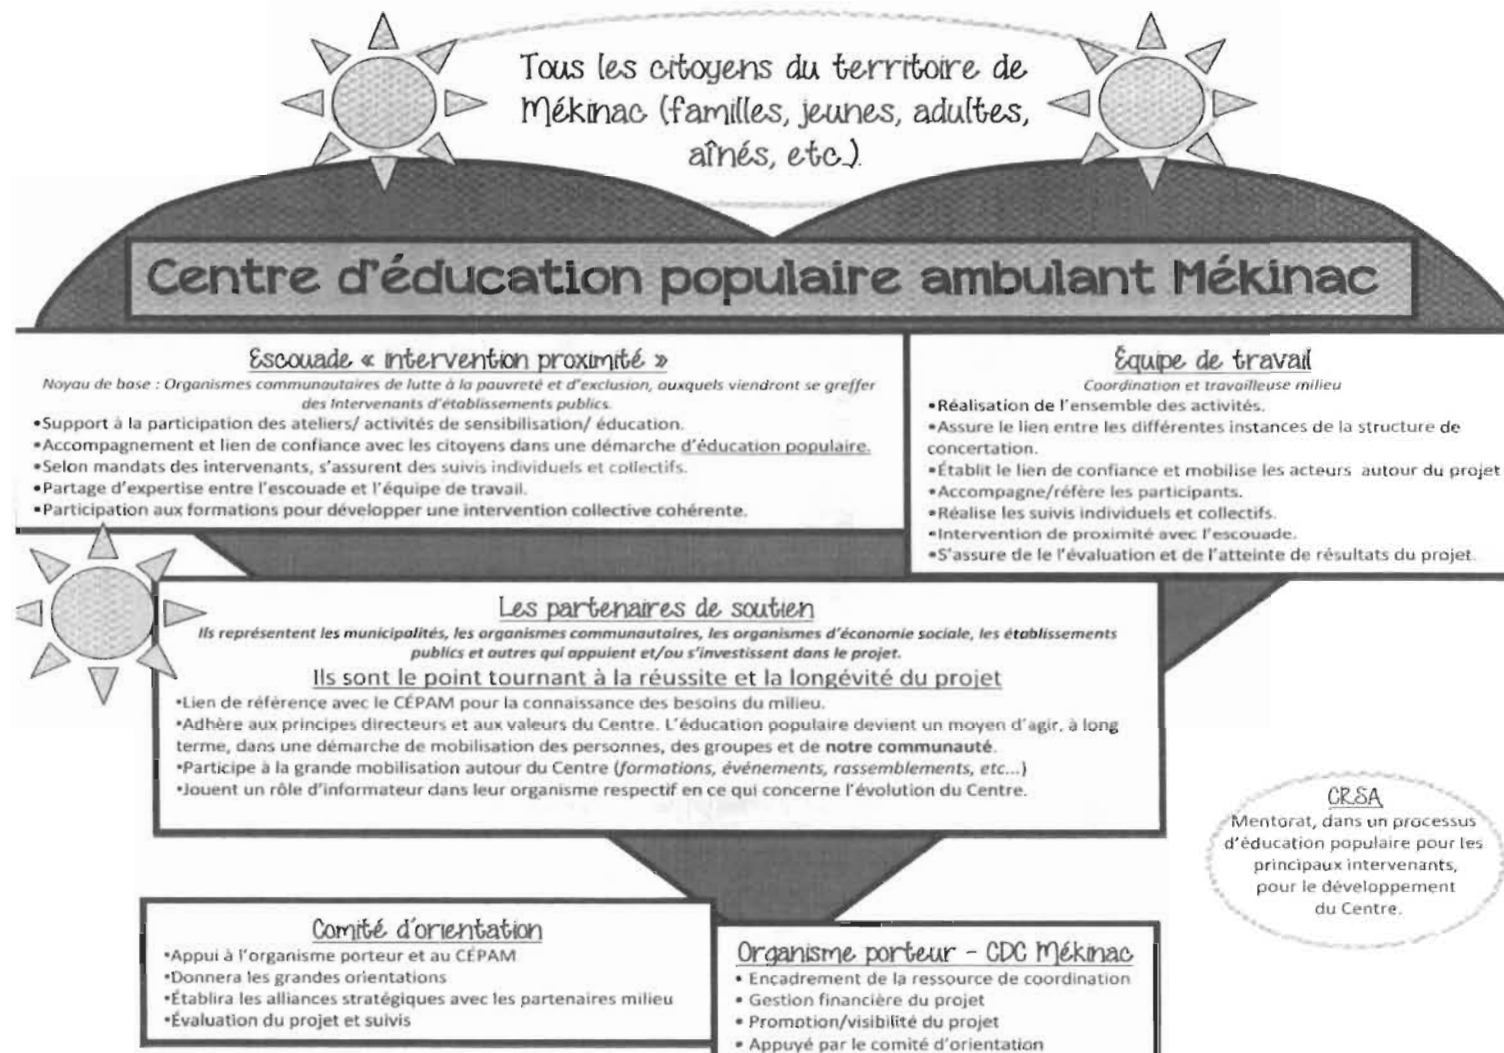 Tous les citoyens du territoire de
Mékinac (familles, jeunes, adultes,
aînés, etc.).
Centre d'éducation populaire ambulant Mékinac
Escouade « intervention proximité »
Noyau de base : Organismes communautaires de lutte à la pauvreté et d'exclusion, auxquels viendront se greffer
des Intervenants d'établissements publics.
•Support à la participation des ateliers/ activités de sensibilisation/ éducation.
•Accompagnement et lien de confiance avec les citoyens dans une démarche d'éducation populaire.
•Selon mandats des intervenants, s'assurent des suivis individuels et collectifs.
•Partage d'expertise entre l'escouade et l'équipe de travail.
•Participation aux formations pour développer une intervention collective cohérente.
Équipe de travail
Coordination et travailleuse milieu
•Réalisation de l'ensemble des activités.
•Assure le lien entre les différentes instances de la structure de
concertation.
•Établit le lien de confiance et mobilise les acteurs autour du projet
•Accompagne/réfère les participants.
•Réalise les suivis individuels et collectifs.
•Intervention de proximité avec l'escouade.
•S'assure de le l'évaluation et de l'atteinte de résultats du projet.
Les partenaires de soutien
Ils représentent les municipalités, les organismes communautaires, les organismes d'économie sociale, les établissements
publics et autres qui appuient et/ou s'investissent dans le projet.
Ils sont le point tournant à la réussite et la longévité du projet
•Lien de référence avec le CÉPAM pour la connaissance des besoins du milieu.
•Adhère aux principes directeurs et aux valeurs du Centre. L'éducation populaire devient un moyen d'agir, à long
terme, dans une démarche de mobilisation des personnes, des groupes et de notre communauté.
•Participe à la grande mobilisation autour du Centre (formations, événements, rassemblements, etc...)
•Jouent un rôle d'informateur dans leur organisme respectif en ce qui concerne l'évolution du Centre.
CRSA
Mentorat, dans un processus
d'éducation populaire pour les
principaux intervenants,
pour le développement
du Centre.
Comité d'orientation
•Appui à l'organisme porteur et au CÉPAM
•Donnera les grandes orientations
•Établira les alliances stratégiques avec les partenaires milieu
•Évaluation du projet et suivis
Organisme porteur - CDC Mékinac
• Encadrement de la ressource de coordination
• Gestion financière du projet
• Promotion/visibilité du projet
• Appuyé par le comité d'orientation